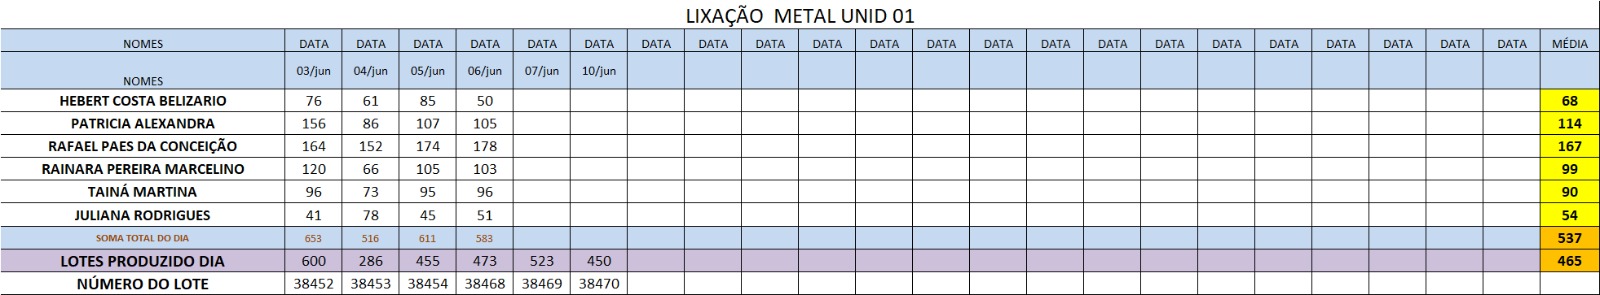 LIXAÇÃO METAL UNID 01
NOMES DATA DATA DATA DATA DATA DATA DATA DATA DATA DATA DATA DATA DATA DATA DATA DATA DATA DATA DATA DATA DATA DATA MÉDIA
NOMES 03/jun 04/jun 05/jun 06/jun 07/jun 10/jun
HEBERT COSTA BELIZARIO 76 61 85 50 68
PATRICIA ALEXANDRA 156 86 107 105 114
RAFAEL PAES DA CONCEIÇÃO 164 152 174 178 167
RAINARA PEREIRA MARCELINO 120 66 105 103 99
TAINÁ MARTINA 96 73 95 96 90
JULIANA RODRIGUES 41 78 45 51 54
SOMA TOTAL DO DIA 653 516 611 583 537
LOTES PRODUZIDO DIA 600 286 455 473 523 450 465
NÚMERO DO LOTE 38452 38453 38454 38468 38469 38470